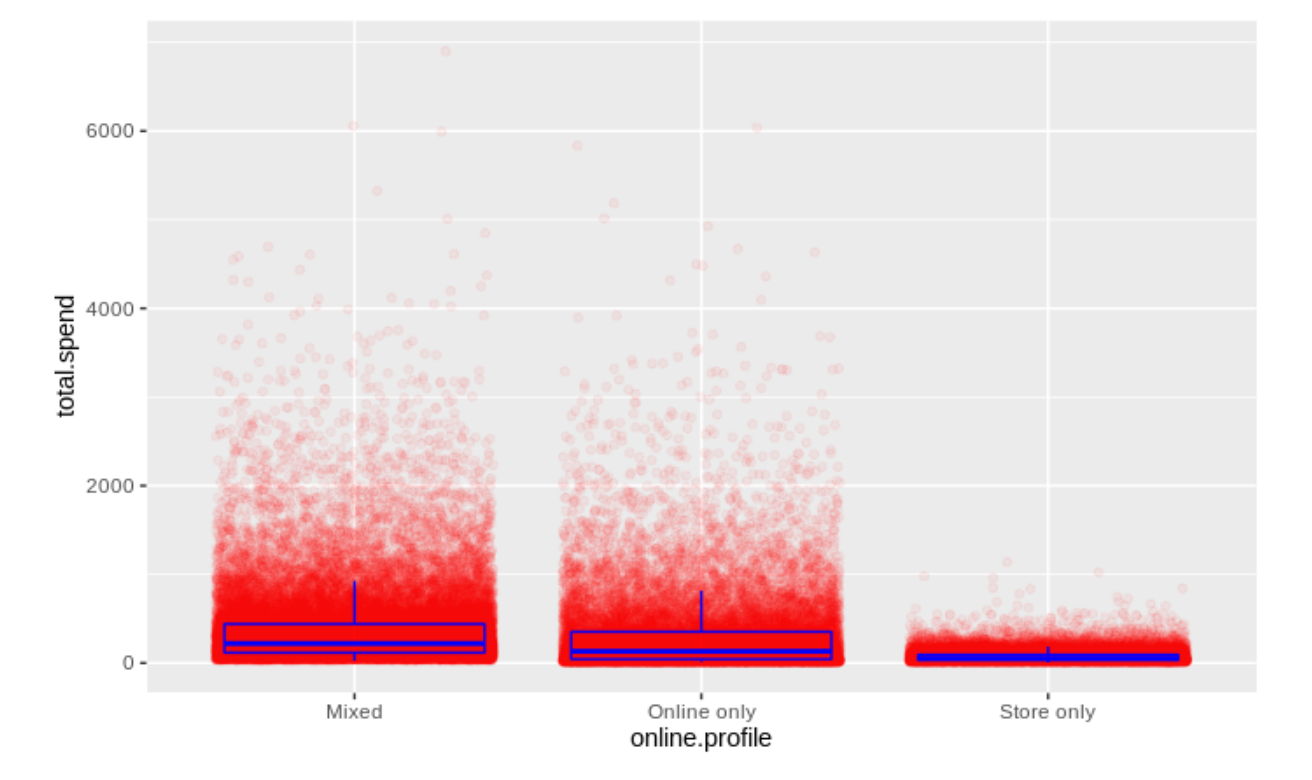 6000
4000
2000
0
total.spend
Mixed
Online only
Store only
online.profile